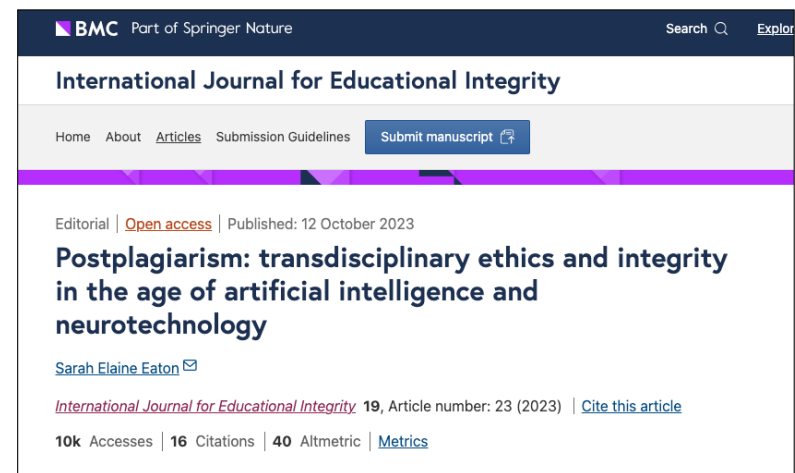 BMC Part of Springer Nature Search Explor
International Journal for Educational Integrity
Home About Articles Submission Guidelines Submit manuscript
Editorial | Open access | Published: 12 October 2023
Postplagiarism: transdisciplinary ethics and integrity
in the age of artificial intelligence and
neurotechnology
Sarah Elaine Eaton
International Journal for Educational Integrity 19, Article number: 23 (2023) | Cite this article
10k Accesses | 16 Citations | 40 Altmetric | Metrics